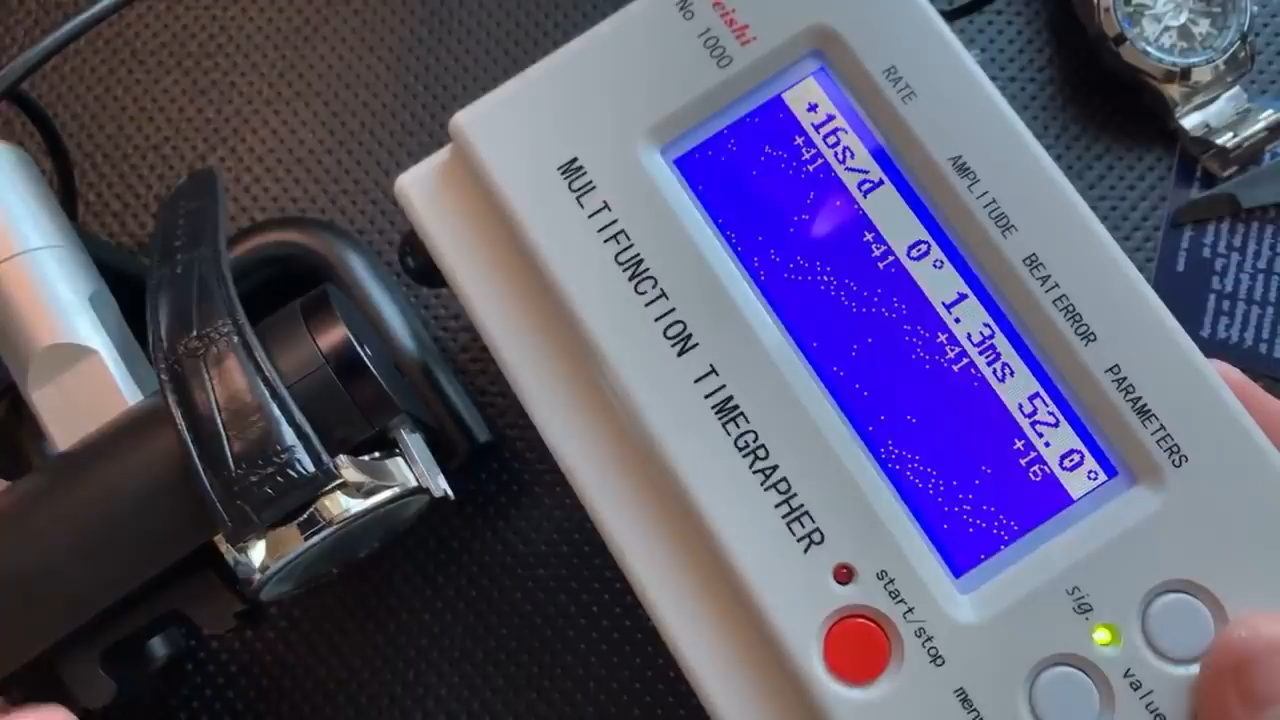 eishi
No 1000
RATE
AMPLITUDE
BEAT ERROR
PARAMETERS
+16s/d 0° 1.3ms 52.0°
+41 +41 +41 +16
MULTIFUNCTION TIMEGRAPHER
start/stop
sig.
menu
value